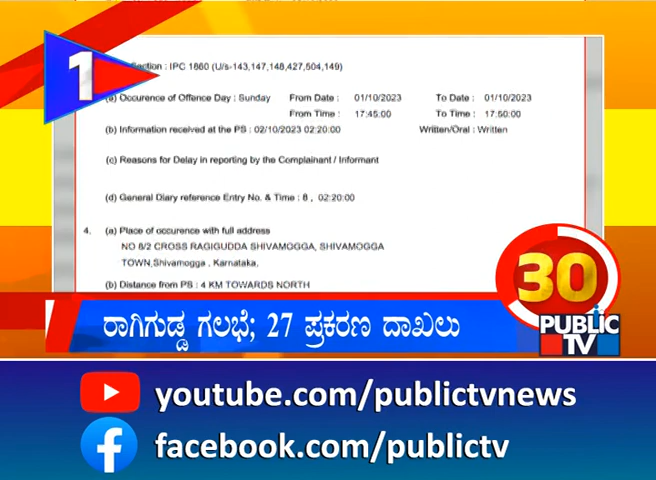 1
ection : IPC 1860 (U/s-143,147,148,427,504,149)
(a) Occurence of Offence Day : Sunday From Date : 01/10/2023 To Date : 01/10/2023
From Time : 17:45:00 To Time : 17:50:00
(b) Information received at the PS : 02/10/2023 02:20:00 Written/Oral : Written
(c) Reasons for Delay in reporting by the Complainant / Informant
(d) General Diary reference Entry No. & Time : 8 , 02:20:00
4. (a) Place of occurence with full address
NO 8/2 CROSS RAGIGUDDA SHIVAMOGGA, SHIVAMOGGA
TOWN,Shivamogga , Karnataka,
(b) Distance from PS : 4 KM TOWARDS NORTH
30
PUBLIC
TV
ರಾಗಿಗುಡ್ಡ ಗಲಭೆ; 27 ಪ್ರಕರಣ ದಾಖಲು
youtube.com/publictvnews
facebook.com/publictv